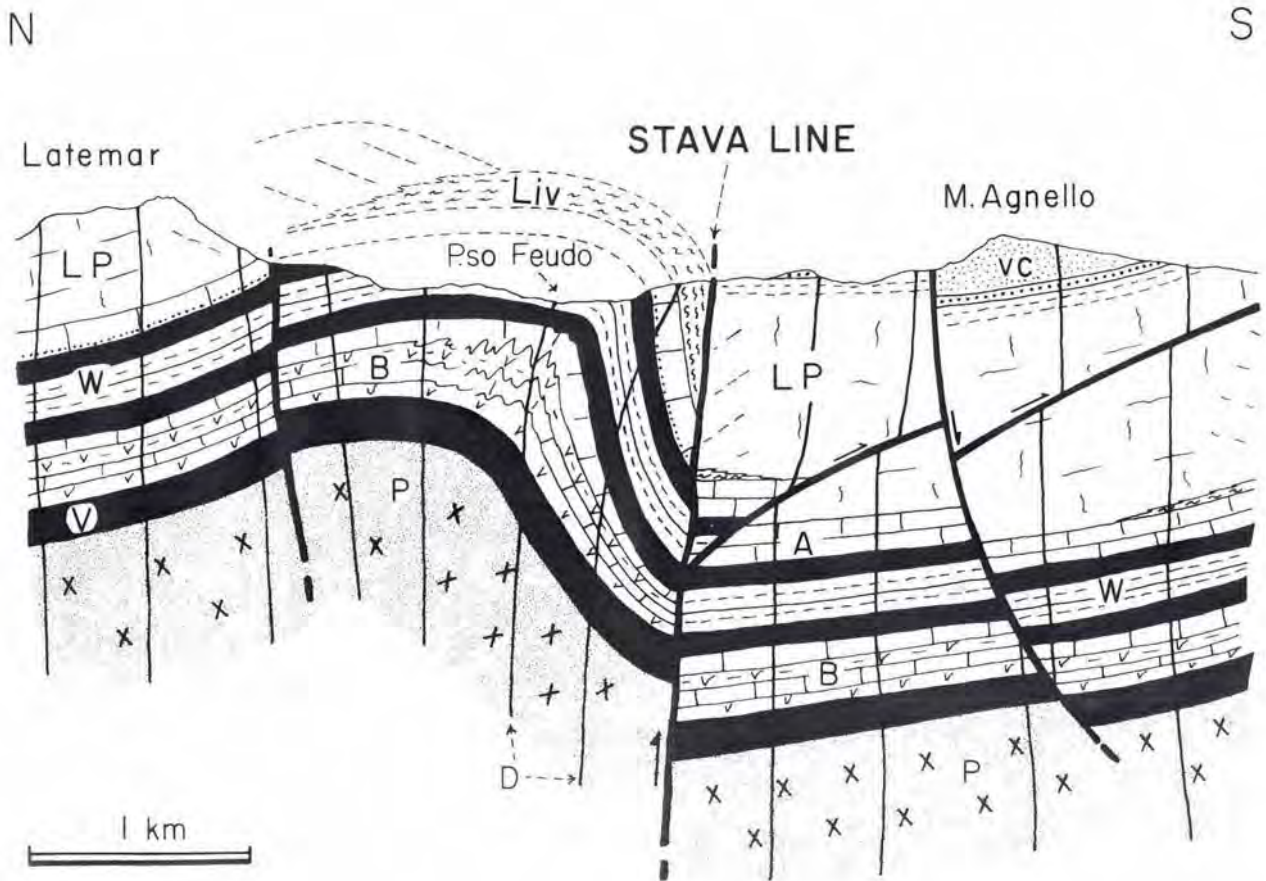 N S
STAVA LINE
Latemar
Liv
M. Agnello
Pso Feudo
VC
LP
LP
W
B
A
V
P
W
B
D
P
1 km